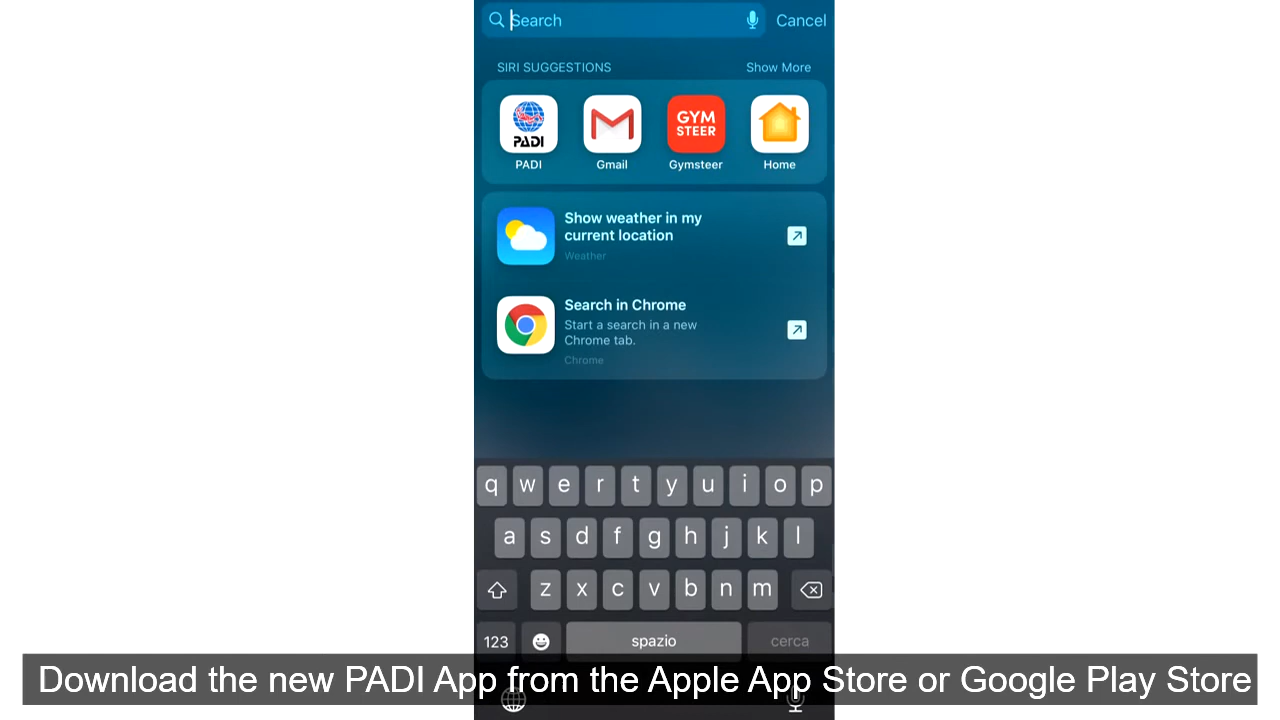 Search
Cancel
SIRI SUGGESTIONS
Show More
PADI
GYM
STEER
PADI
Gmail
Gymsteer
Home
Show weather in my
current location
Weather
Search in Chrome
Start a search in a new
Chrome tab.
Chrome
q w e r t y u i o p
a s d f g h j k l
z x c v b n m
123
spazio
cerca
Download the new PADI App from the Apple App Store or Google Play Store